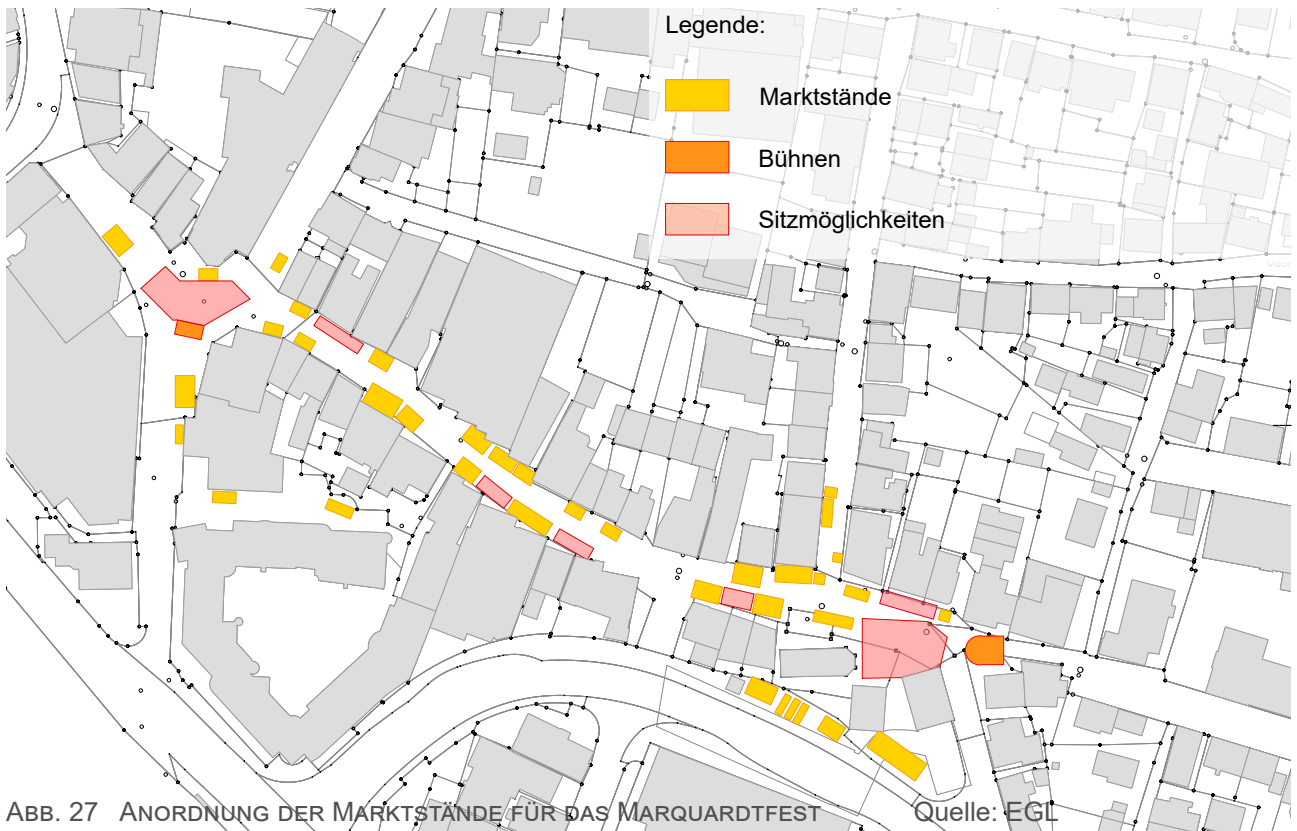 Legende:
Marktstände
Bühnen
Sitzmöglichkeiten
ABB. 27 ANORDNUNG DER MARKTSTÄNDE FÜR DAS MARQUARDTFEST Quelle: EGL